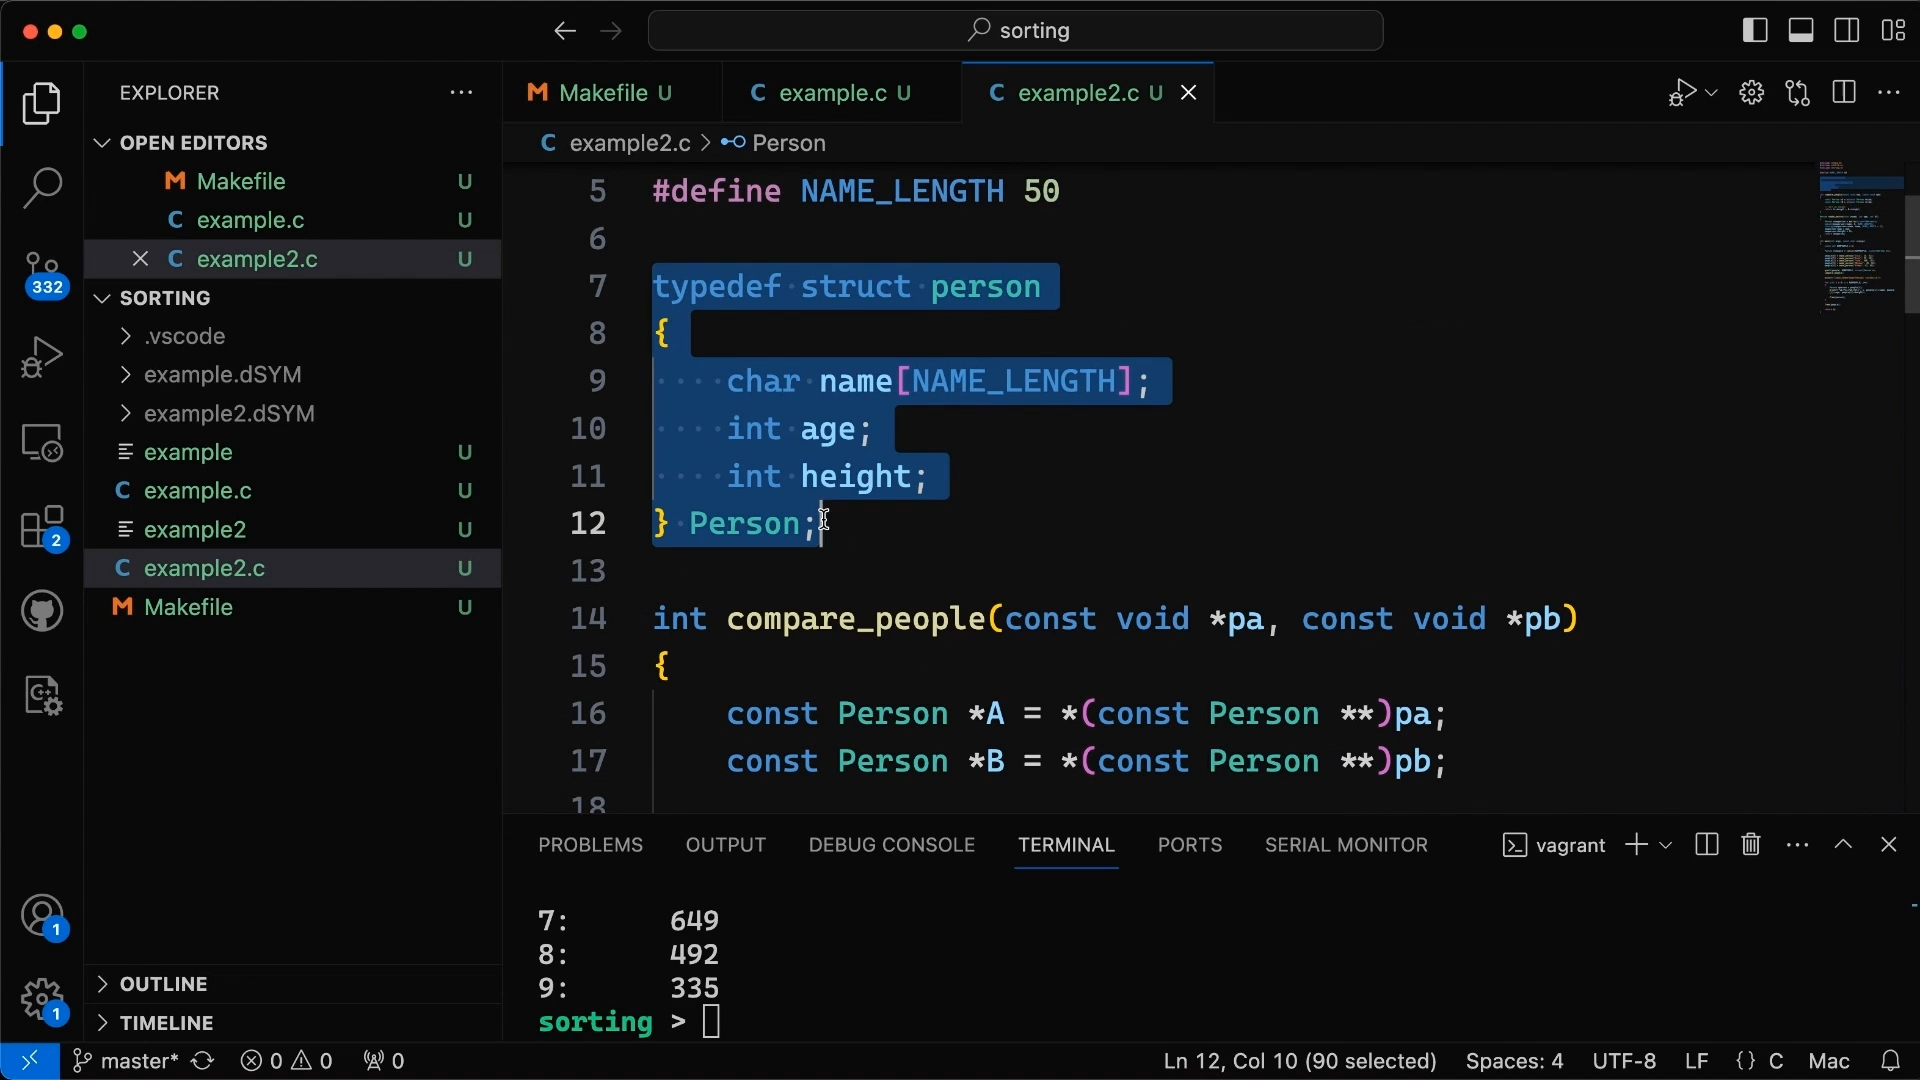 sorting
EXPLORER ...
Makefile U
example.c U
example2.c U
OPEN EDITORS
Makefile U
example.c U
example2.c U
example2.c > Person
332
SORTING
.vscode
example.dSYM
example2.dSYM
example U
example.c U
example2 U
example2.c U
Makefile U
2
5 #define NAME_LENGTH 50
6
7 typedef struct person
8 {
9 char name[NAME_LENGTH];
10 int age;
11 int height;
12 } Person;
13
14 int compare_people(const void *pa, const void *pb)
15 {
16 const Person *A = *(const Person **)pa;
17 const Person *B = *(const Person **)pb;
18
PROBLEMS OUTPUT DEBUG CONSOLE TERMINAL PORTS SERIAL MONITOR vagrant
7: 649
8: 492
9: 335
sorting >
1
1
OUTLINE
TIMELINE
master* 0 0 0 Ln 12, Col 10 (90 selected) Spaces: 4 UTF-8 LF {} C Mac